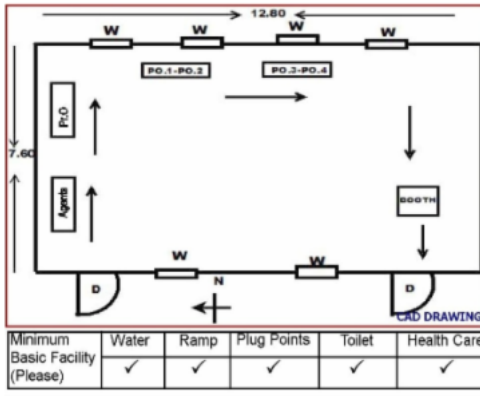 12.80
W W W W
PO.1-PO.2 PO.3-PO.4
Pr.O
7.60
Agents
BOOTH
W W
N
D D
CAD DRAWING
Minimum Basic Facility (Please) Water Ramp Plug Points Toilet Health Care
✓ ✓ ✓ ✓ ✓